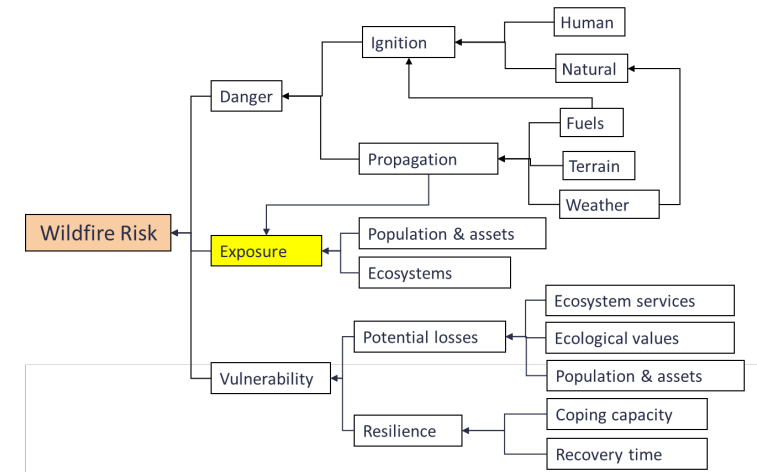 Human
Ignition
Natural
Danger
Fuels
Propagation
Terrain
Weather
Wildfire Risk
Population & assets
Exposure
Ecosystems
Ecosystem services
Potential losses
Ecological values
Vulnerability
Population & assets
Coping capacity
Resilience
Recovery time